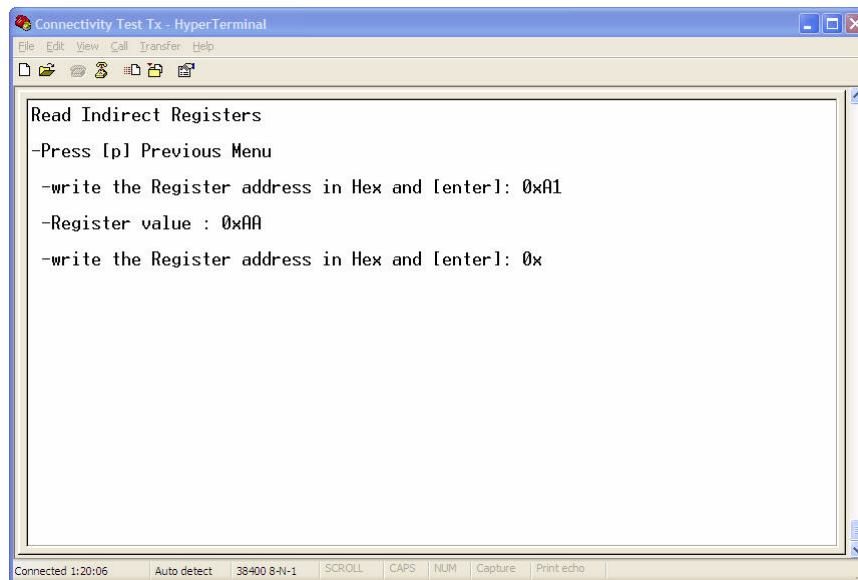 Connectivity Test Tx - HyperTerminal
File Edit View Call Transfer Help
Read Indirect Registers
-Press [p] Previous Menu
-write the Register address in Hex and [enter]: 0xA1
-Register value : 0xAA
-write the Register address in Hex and [enter]: 0x
Connected 1:20:06 Auto detect 38400 8-N-1 SCROLL CAPS NUM Capture Print echo